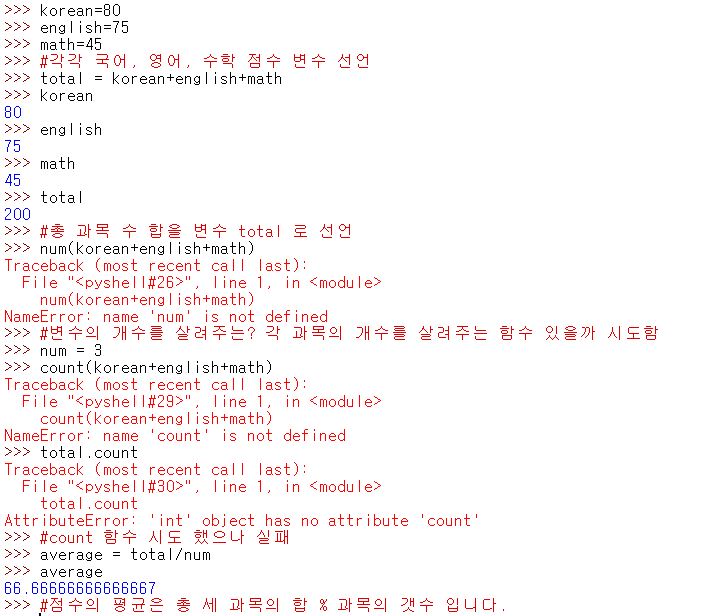 >>> korean=80
>>> english=75
>>> math=45
>>> #각각 국어, 영어, 수학 점수 변수 선언
>>> total = korean+english+math
>>> korean
80
>>> english
75
>>> math
45
>>> total
200
>>> #총 과목 수 합을 변수 total 로 선언
>>> num(korean+english+math)
Traceback (most recent call last):
  File "<pyshell#26>", line 1, in <module>
    num(korean+english+math)
NameError: name 'num' is not defined
>>> #변수의 개수를 살려주는? 각 과목의 개수를 살려주는 함수 있을까 시도함
>>> num = 3
>>> count(korean+english+math)
Traceback (most recent call last):
  File "<pyshell#29>", line 1, in <module>
    count(korean+english+math)
NameError: name 'count' is not defined
>>> total.count
Traceback (most recent call last):
  File "<pyshell#30>", line 1, in <module>
    total.count
AttributeError: 'int' object has no attribute 'count'
>>> #count 함수 시도 했으나 실패
>>> average = total/num
>>> average
66.66666666666667
>>> #점수의 평균은 총 세 과목의 합 % 과목의 갯수 입니다.